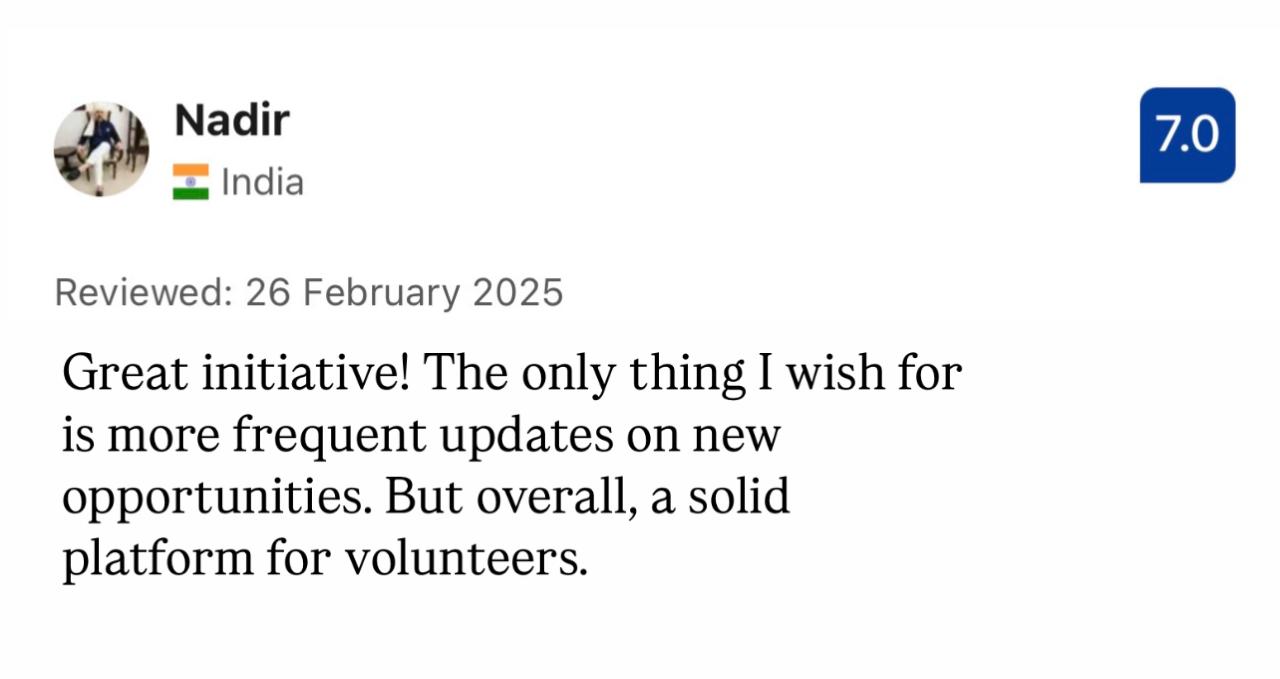 Nadir
7.0
India
Reviewed: 26 February 2025
Great initiative! The only thing I wish for
is more frequent updates on new
opportunities. But overall, a solid
platform for volunteers.